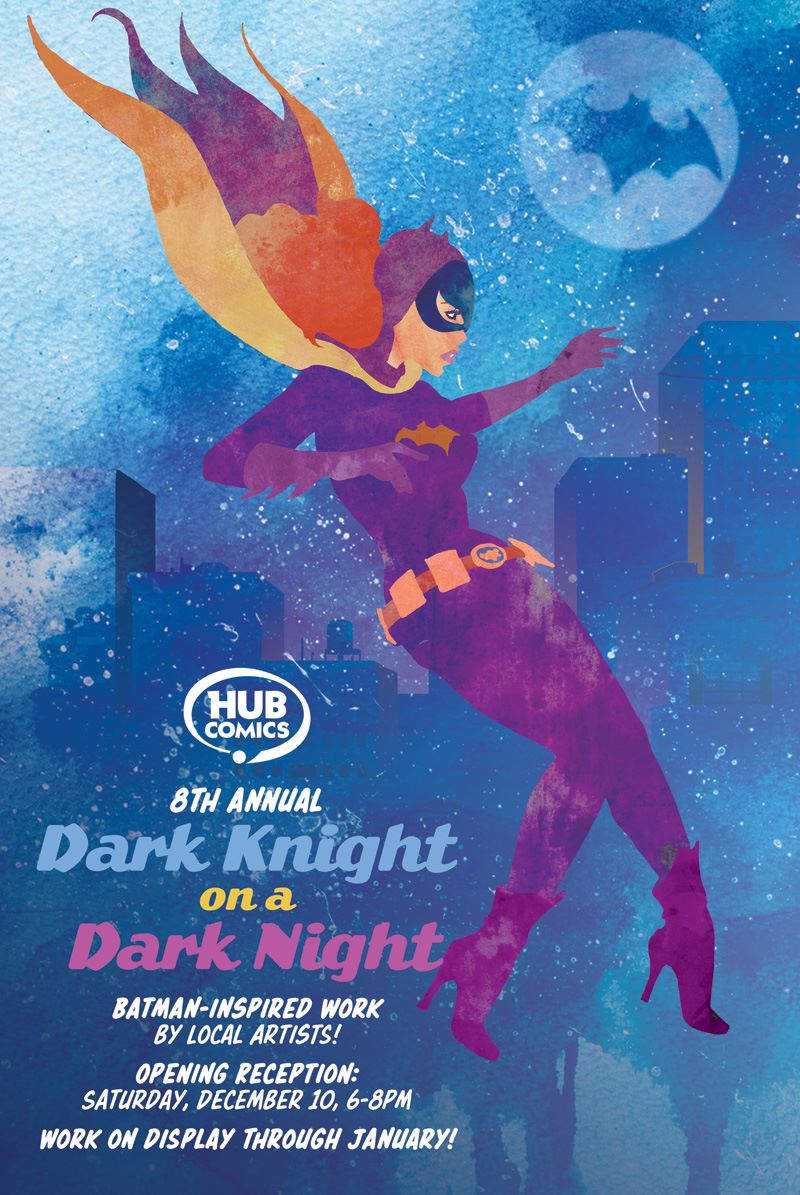 HUB
COMICS
8TH ANNUAL
Dark Knight
on a
Dark Night
BATMAN-INSPIRED WORK
BY LOCAL ARTISTS!
OPENING RECEPTION:
SATURDAY, DECEMBER 10, 6-8PM
WORK ON DISPLAY THROUGH JANUARY!